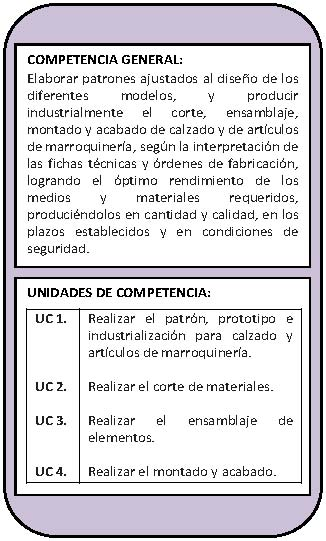 COMPETENCIA GENERAL:
Elaborar patrones ajustados al diseño de los
diferentes modelos, y producir
industrialmente el corte, ensamblaje,
montado y acabado de calzado y de artículos
de marroquinería, según la interpretación de
las fichas técnicas y órdenes de fabricación,
logrando el óptimo rendimiento de los
medios y materiales requeridos,
produciéndolos en cantidad y calidad, en los
plazos establecidos y en condiciones de
seguridad.
UNIDADES DE COMPETENCIA:
UC 1. Realizar el patrón, prototipo e
industrialización para calzado y
artículos de marroquinería.
UC 2. Realizar el corte de materiales.
UC 3. Realizar el ensamblaje de
elementos.
UC 4. Realizar el montado y acabado.